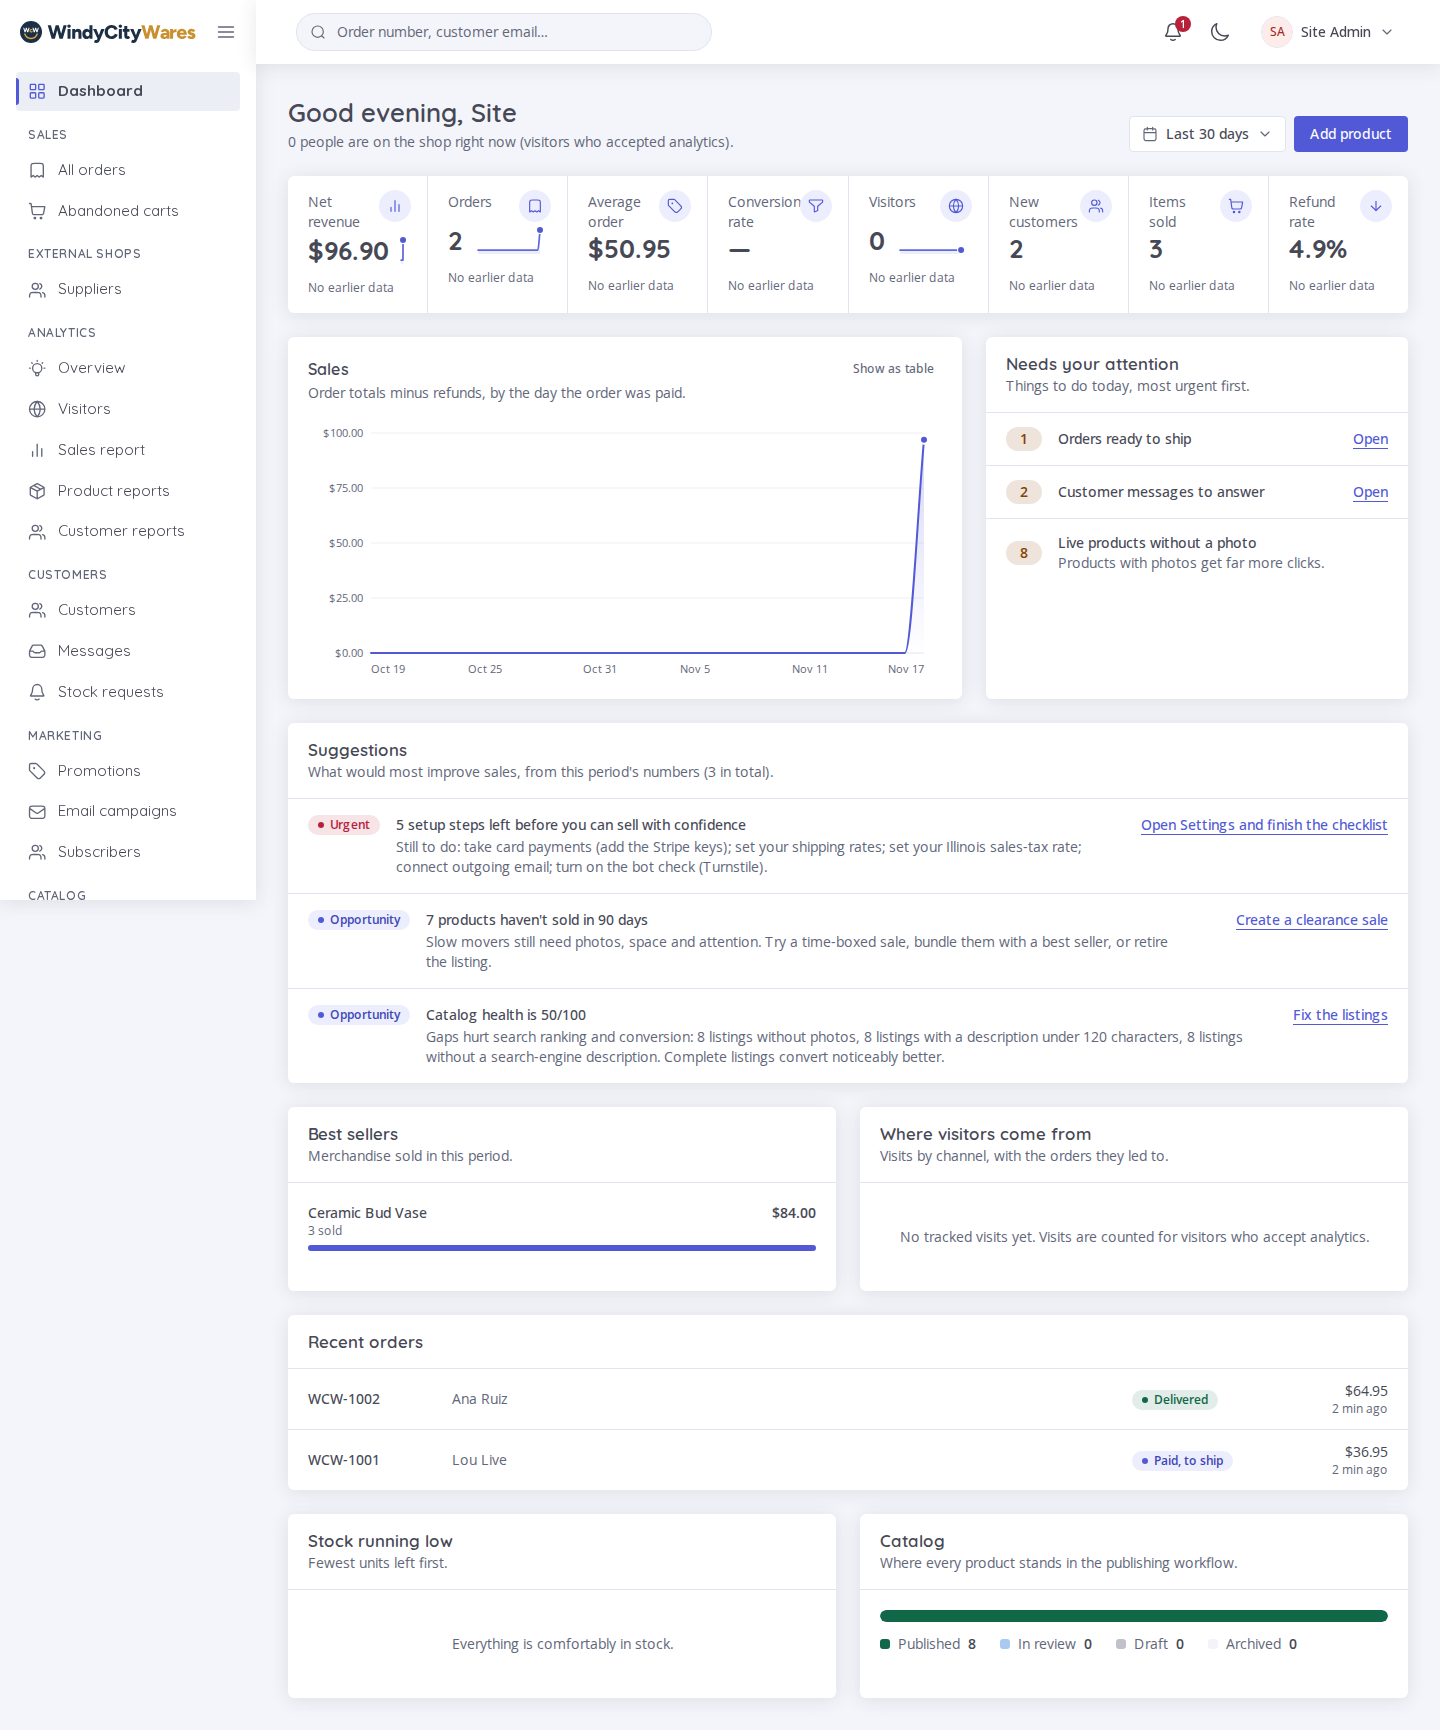 WCW WindyCityWares
Order number, customer email...
1
SA
Site Admin
Dashboard
SALES
All orders
Abandoned carts
EXTERNAL SHOPS
Suppliers
ANALYTICS
Overview
Visitors
Sales report
Product reports
Customer reports
CUSTOMERS
Customers
Messages
Stock requests
MARKETING
Promotions
Email campaigns
Subscribers
CATALOG
Good evening, Site
0 people are on the shop right now (visitors who accepted analytics).
Last 30 days
Add product
Net revenue
$96.90
No earlier data
Orders
2
No earlier data
Average order
$50.95
No earlier data
Conversion rate
—
No earlier data
Visitors
0
No earlier data
New customers
2
No earlier data
Items sold
3
No earlier data
Refund rate
4.9%
No earlier data
Sales
Show as table
Order totals minus refunds, by the day the order was paid.
$100.00
$75.00
$50.00
$25.00
$0.00
Oct 19 Oct 25 Oct 31 Nov 5 Nov 11 Nov 17
Needs your attention
Things to do today, most urgent first.
1 Orders ready to ship Open
2 Customer messages to answer Open
8 Live products without a photo
Products with photos get far more clicks.
Suggestions
What would most improve sales, from this period's numbers (3 in total).
Urgent 5 setup steps left before you can sell with confidence Open Settings and finish the checklist
Still to do: take card payments (add the Stripe keys); set your shipping rates; set your Illinois sales-tax rate;
connect outgoing email; turn on the bot check (Turnstile).
Opportunity 7 products haven't sold in 90 days Create a clearance sale
Slow movers still need photos, space and attention. Try a time-boxed sale, bundle them with a best seller, or retire
the listing.
Opportunity Catalog health is 50/100 Fix the listings
Gaps hurt search ranking and conversion: 8 listings without photos, 8 listings with a description under 120 characters, 8 listings
without a search-engine description. Complete listings convert noticeably better.
Best sellers
Merchandise sold in this period.
Ceramic Bud Vase $84.00
3 sold
Where visitors come from
Visits by channel, with the orders they led to.
No tracked visits yet. Visits are counted for visitors who accept analytics.
Recent orders
WCW-1002 Ana Ruiz Delivered $64.95
2 min ago
WCW-1001 Lou Live Paid, to ship $36.95
2 min ago
Stock running low
Fewest units left first.
Everything is comfortably in stock.
Catalog
Where every product stands in the publishing workflow.
Published 8 In review 0 Draft 0 Archived 0